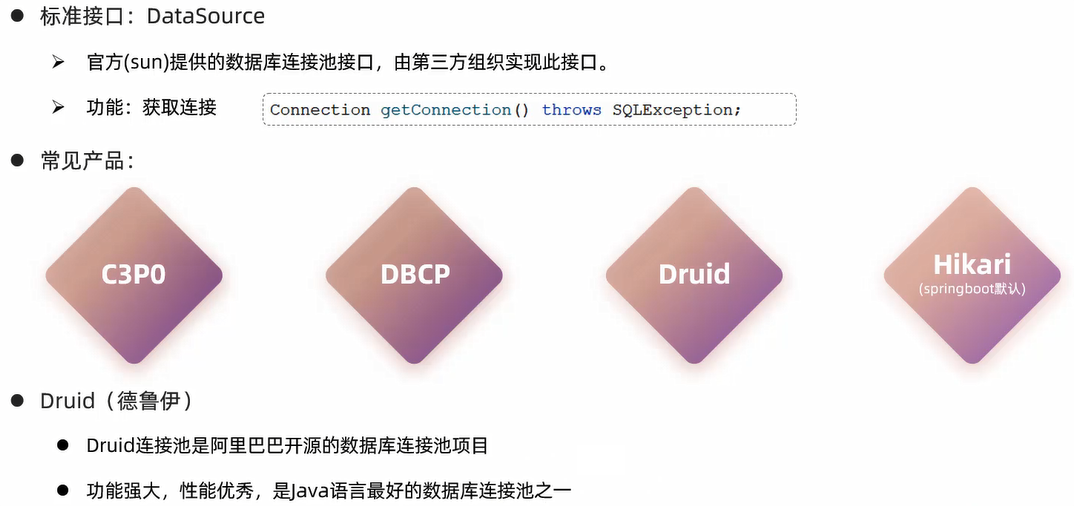 标准接口：DataSource
官方(sun)提供的数据库连接池接口，由第三方组织实现此接口。
功能：获取连接
Connection getConnection() throws SQLException;
常见产品：
C3P0
DBCP
Druid
Hikari
(springboot默认)
Druid（德鲁伊）
Druid连接池是阿里巴巴开源的数据库连接池项目
功能强大，性能优秀，是Java语言最好的数据库连接池之一